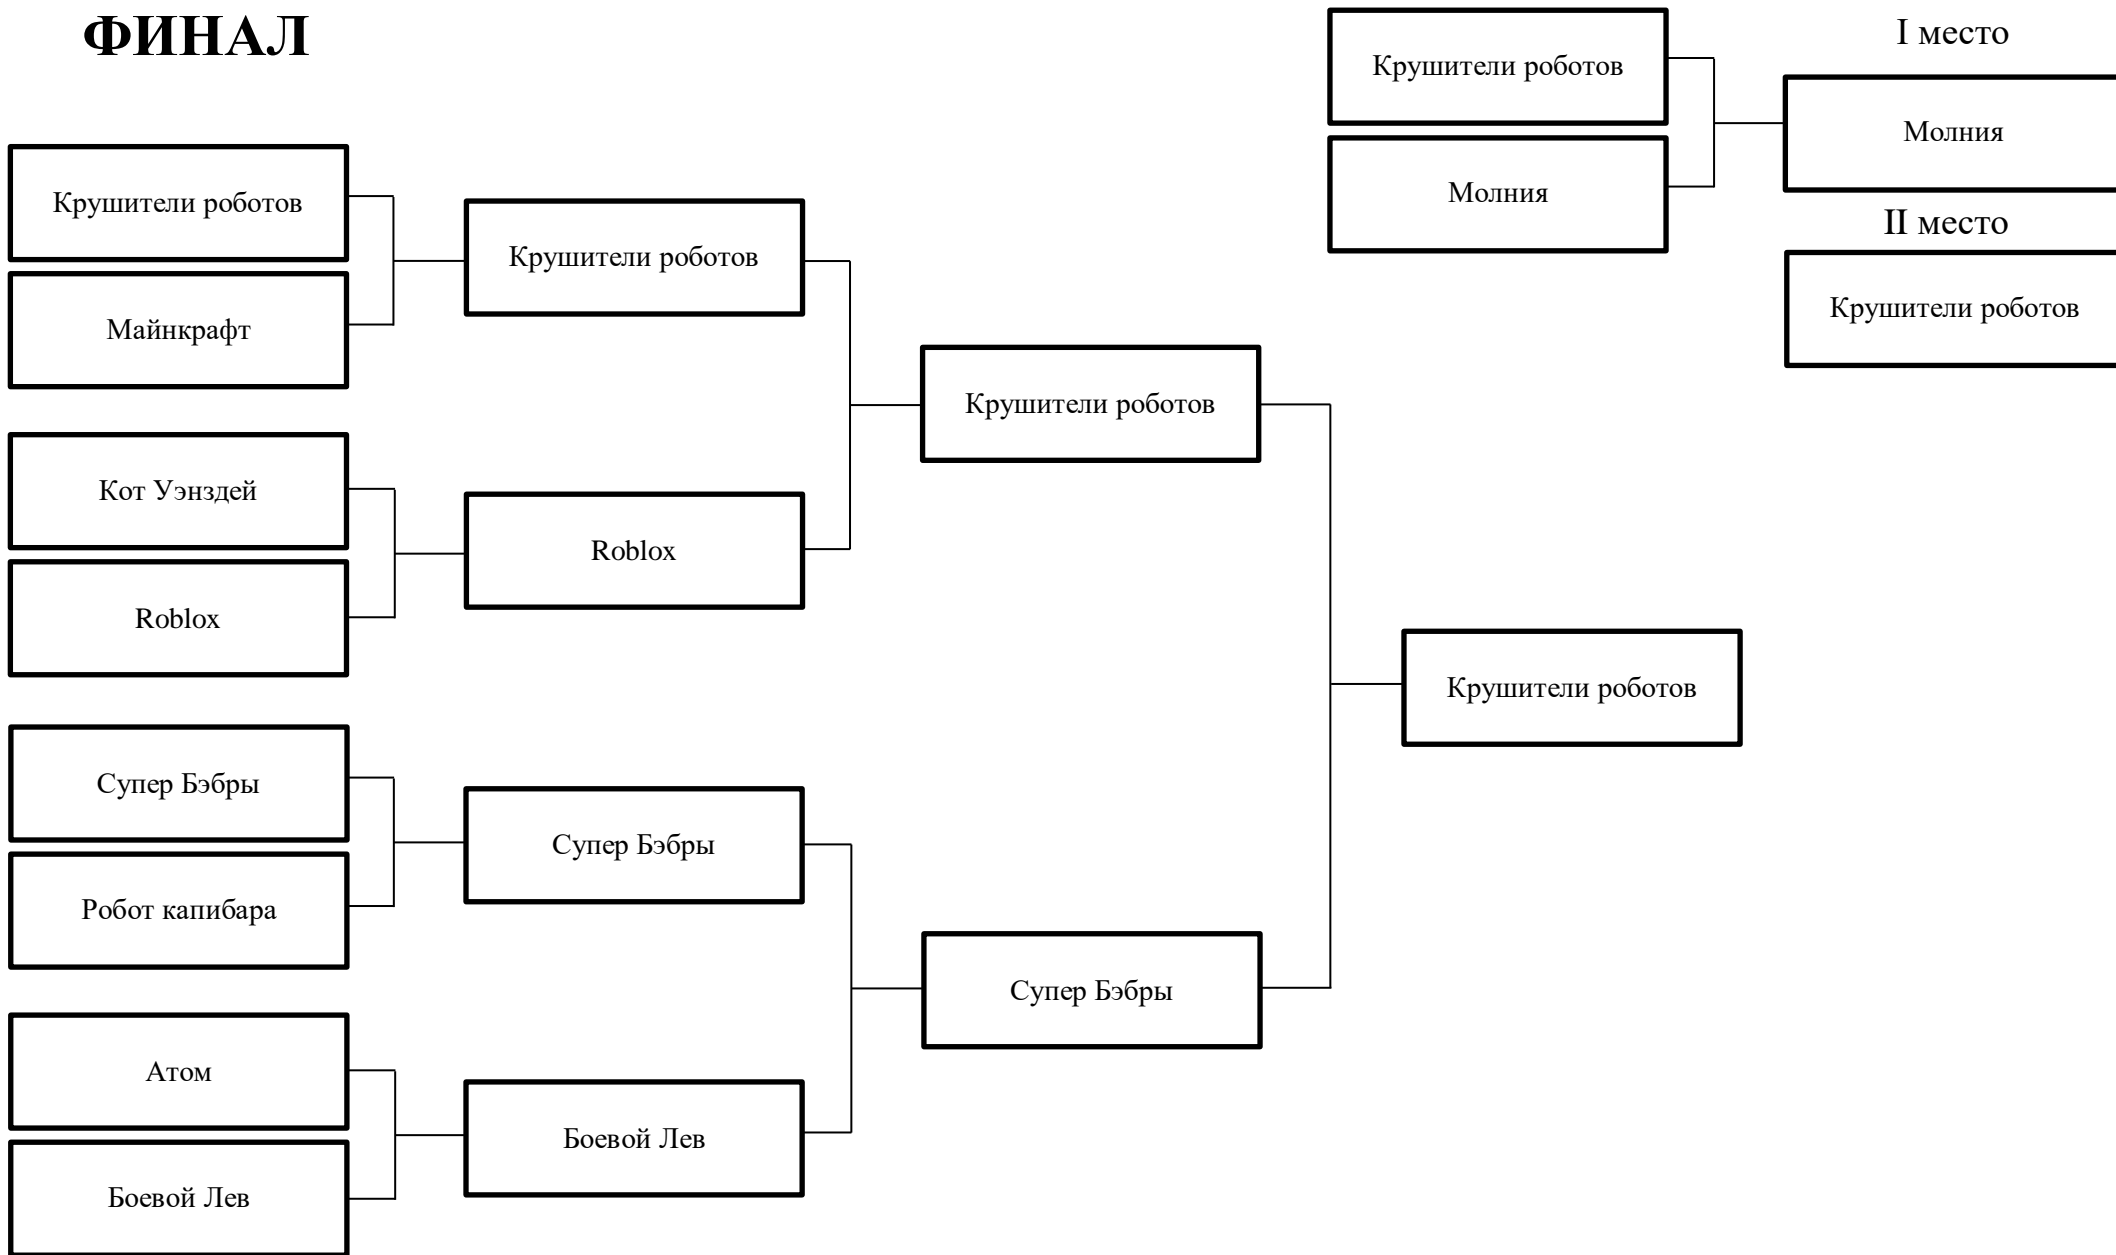 ФИНАЛ
Крушители роботов
Майнкрафт
Кот Уэнздей
Roblox
Супер Бэбры
Робот капибара
Атом
Боевой Лев
Крушители роботов
Roblox
Супер Бэбры
Боевой Лев
Крушители роботов
Супер Бэбры
Крушители роботов
Крушители роботов
Молния
I место
Молния
II место
Крушители роботов